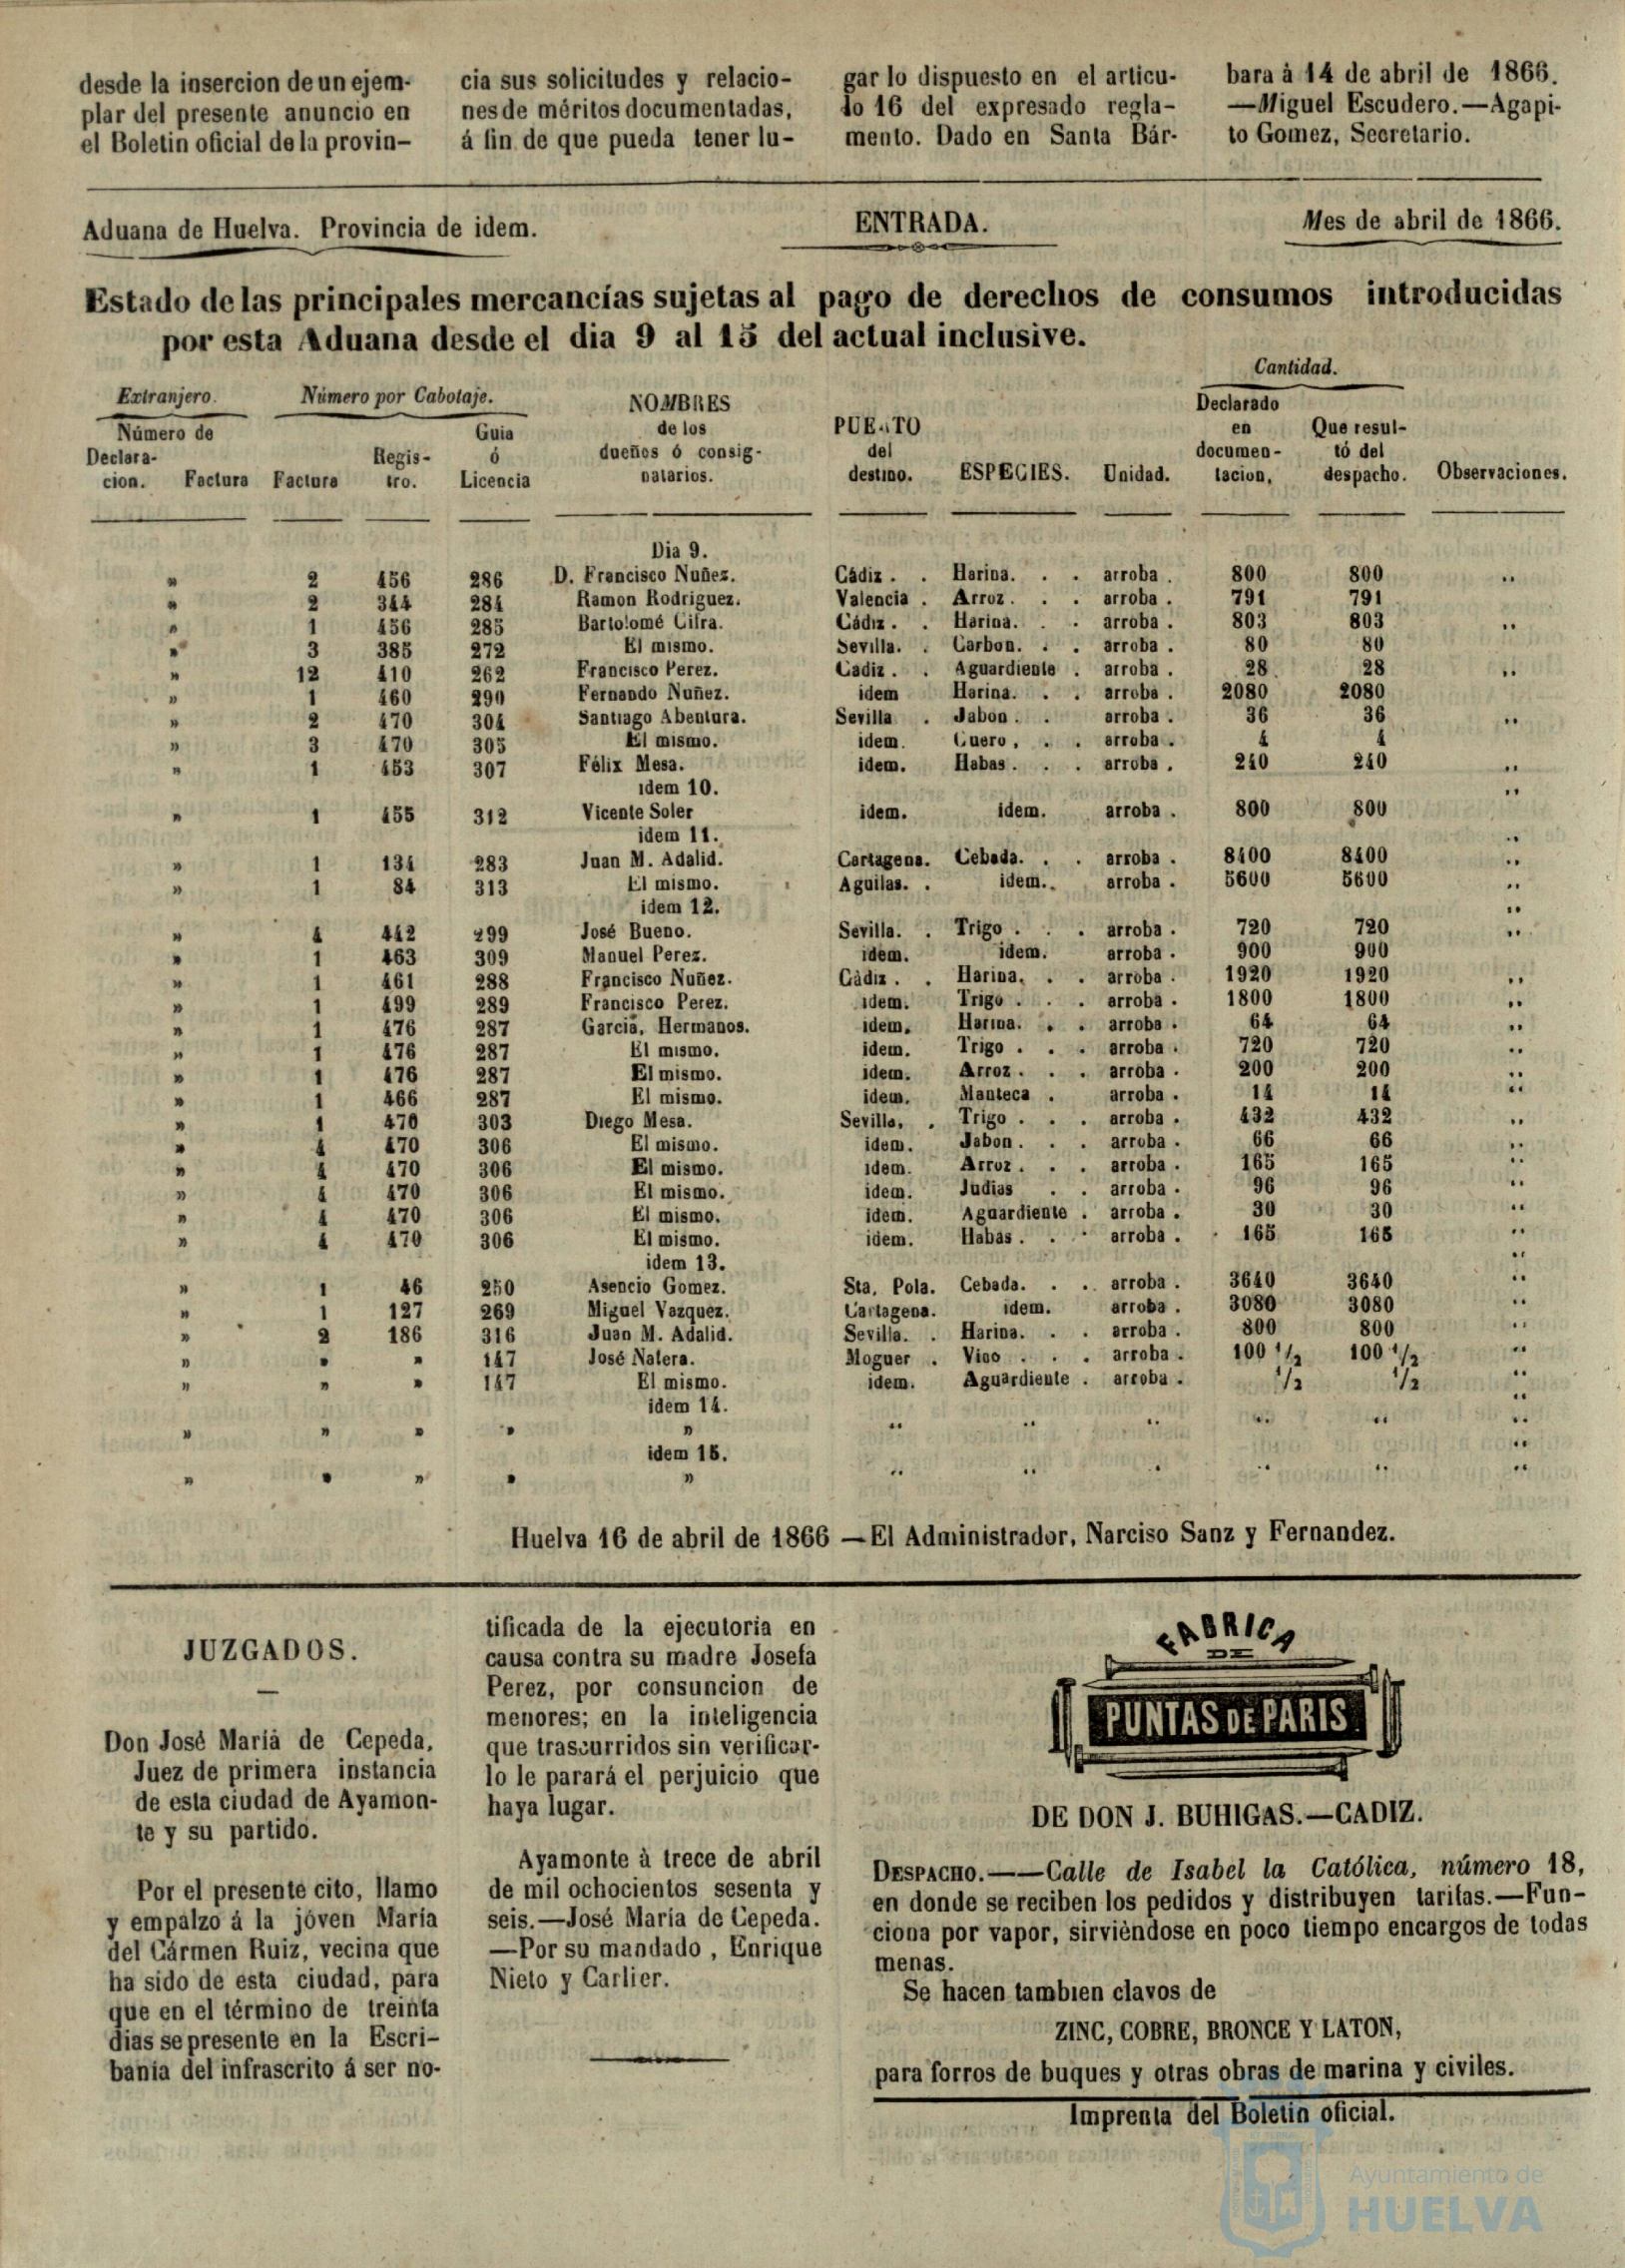 desde la insercion de un ejem-
plar del presente anuncio en
el Boletin oficial de la provin-
cia sus solicitudes y relacio-
nes de méritos documentadas,
á fin de que pueda tener lu-
gar lo dispuesto en el articu-
lo 16 del expresado regla-
mento. Dado en Santa Bár-
bara à 14 de abril de 1866.
—Miguel Escudero.—Agapi-
to Gomez, Secretario.
Aduana de Huelva. Provincia de idem. ENTRADA. Mes de abril de 1866.
Estado de las principales mercancías sujetas al pago de derechos de consumos introducidas
por esta Aduana desde el dia 9 al 15 del actual inclusive.
Cantidad.
Extranjero. Número por Cabotaje. NOMBRES Declarado
Número de Guia de los PUERTO en Que resul-
Declara- Regis- ó dueños ó consig- del documen- tó del
cion. Factura Factura tro. Licencia natarios. destino. ESPECIES. Unidad. tacion, despacho. Observaciones.
Dia 9.
» 2 456 286 D. Francisco Nuñez. Cádiz . . Harina. . . arroba . 800 800 ..
» 2 344 284 Ramon Rodriguez. Valencia . Arroz . . . arroba . 791 791
» 1 456 285 Bartolomé Cifra. Cádiz . . Harina. . . arroba . 803 803 ..
» 3 385 272 El mismo. Sevilla. . Carbon. . . arroba . 80 80
» 12 410 262 Francisco Perez. Cadiz . . Aguardiente . arroba . 28 28 ..
» 1 460 290 Fernando Nuñez. idem Harina. . . arroba . 2080 2080
» 2 470 304 Santiago Abentura. Sevilla . Jabon . . arroba . 36 36 ..
» 3 470 305 El mismo. idem. Cuero , . . arroba . 4 4
» 1 453 307 Félix Mesa. idem. Habas . . . arroba . 240 240 ..
idem 10. ..
» 1 455 312 Vicente Soler idem. idem. arroba . 800 800
idem 11. ..
» 1 134 283 Juan M. Adalid. Cartagena. Cebada. . . arroba . 8400 8400 ..
» 1 84 313 El mismo. Aguilas. . idem.. arroba . 5600 5600 ..
idem 12. ..
» 4 442 299 José Bueno. Sevilla. . Trigo . . . arroba . 720 720 ..
» 1 463 309 Manuel Perez. idem. idem. arroba . 900 900
» 1 461 288 Francisco Nuñez. Cádiz . . Harina. . . arroba . 1920 1920 ..
» 1 499 289 Francisco Perez. idem. Trigo . . . arroba . 1800 1800 ..
» 1 476 287 Garcia, Hermanos. idem. Harina. . . arroba . 64 64 ..
» 1 476 287 El mismo. idem. Trigo . . . arroba . 720 720 ..
» 1 476 287 El mismo. idem. Arroz . . . arroba . 200 200 ..
» 1 466 287 El mismo. idem. Manteca . arroba . 14 14 ..
» 1 470 303 Diego Mesa. Sevilla. . Trigo . . . arroba . 432 432 ..
» 4 470 306 El mismo. idem. Jabon . . . arroba . 66 66 ..
» 4 470 306 El mismo. idem. Arroz . . . arroba . 165 165 ..
» 4 470 306 El mismo. idem. Judias . . arroba . 96 96 ..
» 4 470 306 El mismo. idem. Aguardiente . arroba . 30 30 ..
» 4 470 306 El mismo. idem. Habas . . . arroba . 165 165 ..
idem 13. ..
» 1 46 250 Asencio Gomez. Sta. Pola. Cebada. . . arroba . 3640 3640 ..
» 1 127 269 Miguel Vazquez. Cartagena. idem. arroba . 3080 3080 ..
» 2 186 316 Juan M. Adalid. Sevilla. . Harina. . . arroba . 800 800 ..
» » » 147 José Natera. Moguer . Vino . . . arroba . 100 1/2 100 1/2 ..
» » » 147 El mismo. idem. Aguardiente . arroba . 1/2 1/2 ..
idem 14. ..
» » » » » .. .. .. .. .. ..
idem 15. ..
» » » » » .. .. . .. .. ..
Huelva 16 de abril de 1866 —El Administrador, Narciso Sanz y Fernandez.
JUZGADOS.
Don José Marià de Cepeda,
Juez de primera instancia
de esta ciudad de Ayamon-
te y su partido.
Por el presente cito, llamo
y empalzo á la jóven María
del Cármen Ruiz, vecina que
ha sido de esta ciudad, para
que en el término de treinta
dias se presente en la Escri-
bania del infrascrito á ser no-
tificada de la ejecutoria en
causa contra su madre Josefa
Perez, por consuncion de
menores; en la inteligencia
que trascurridos sin verificar-
lo le parará el perjuicio que
haya lugar.
Ayamonte à trece de abril
de mil ochocientos sesenta y
seis.—José Maria de Cepeda.
—Por su mandado , Enrique
Nieto y Carlier.
FABRICA
DE
PUNTAS DE PARIS
DE DON J. BUHIGAS.—CADIZ.
DESPACHO.——Calle de Isabel la Católica, número 18,
en donde se reciben los pedidos y distribuyen tarifas.—Fun-
ciona por vapor, sirviéndose en poco tiempo encargos de todas
menas.
Se hacen tambien clavos de
ZINC, COBRE, BRONCE Y LATON,
para forros de buques y otras obras de marina y civiles.
Imprenta del Boletin oficial.
Ayuntamiento de
HUELVA